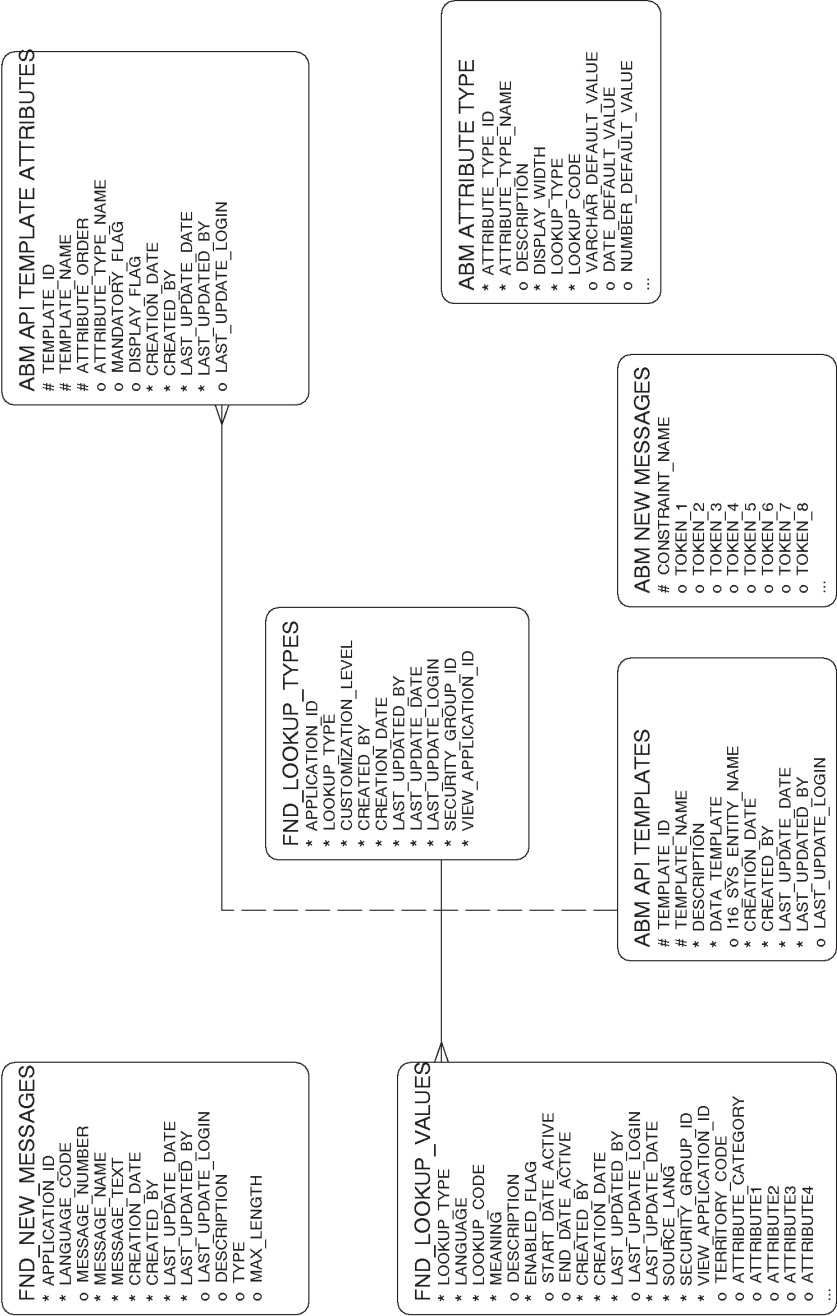 FND_NEW_MESSAGES
* APPLICATION_ID
* LANGUAGE_CODE
o MESSAGE_NUMBER
* MESSAGE_NAME
* MESSAGE_TEXT
* CREATION_DATE
* CREATED_BY
* LAST_UPDATE_DATE
* LAST_UPDATED_BY
o LAST_UPDATE_LOGIN
o DESCRIPTION
o TYPE
o MAX_LENGTH
ABM API TEMPLATE ATTRIBUTES
# TEMPLATE_ID
# TEMPLATE_NAME
# ATTRIBUTE_ORDER
o ATTRIBUTE_TYPE_NAME
o MANDATORY_FLAG
o DISPLAY_FLAG
* CREATION_DATE
* CREATED_BY
* LAST_UPDATE_DATE
* LAST_UPDATED_BY
o LAST_UPDATE_LOGIN
FND_LOOKUP_TYPES
* APPLICATION_ID
* LOOKUP_TYPE
* CUSTOMIZATION_LEVEL
* CREATED_BY
* CREATION_DATE
* LAST_UPDATED_BY
* LAST_UPDATE_DATE
* LAST_UPDATE_LOGIN
* SECURITY_GROUP_ID
* VIEW_APPLICATION_ID
FND_LOOKUP_VALUES
* LOOKUP_TYPE
* LANGUAGE
* LOOKUP_CODE
* MEANING
o DESCRIPTION
* ENABLED_FLAG
o START_DATE_ACTIVE
o END_DATE_ACTIVE
* CREATED_BY
* CREATION_DATE
* LAST_UPDATED_BY
o LAST_UPDATE_LOGIN
* LAST_UPDATE_DATE
* SOURCE_LANG
* SECURITY_GROUP_ID
* VIEW_APPLICATION_ID
o TERRITORY_CODE
o ATTRIBUTE_CATEGORY
o ATTRIBUTE1
o ATTRIBUTE2
o ATTRIBUTE3
o ATTRIBUTE4
...
ABM ATTRIBUTE TYPE
* ATTRIBUTE_TYPE_ID
* ATTRIBUTE_TYPE_NAME
o DESCRIPTION
* DISPLAY_WIDTH
* LOOKUP_TYPE
* LOOKUP_CODE
o VARCHAR_DEFAULT_VALUE
o DATE_DEFAULT_VALUE
o NUMBER_DEFAULT_VALUE
...
ABM API TEMPLATES
# TEMPLATE_ID
# TEMPLATE_NAME
* DESCRIPTION
* DATA_TEMPLATE
o I16_SYS_ENTITY_NAME
* CREATION_DATE
* CREATED_BY
* LAST_UPDATE_DATE
* LAST_UPDATED_BY
o LAST_UPDATE_LOGIN
ABM NEW MESSAGES
# CONSTRAINT_NAME
o TOKEN_1
o TOKEN_2
o TOKEN_3
o TOKEN_4
o TOKEN_5
o TOKEN_6
o TOKEN_7
o TOKEN_8
...